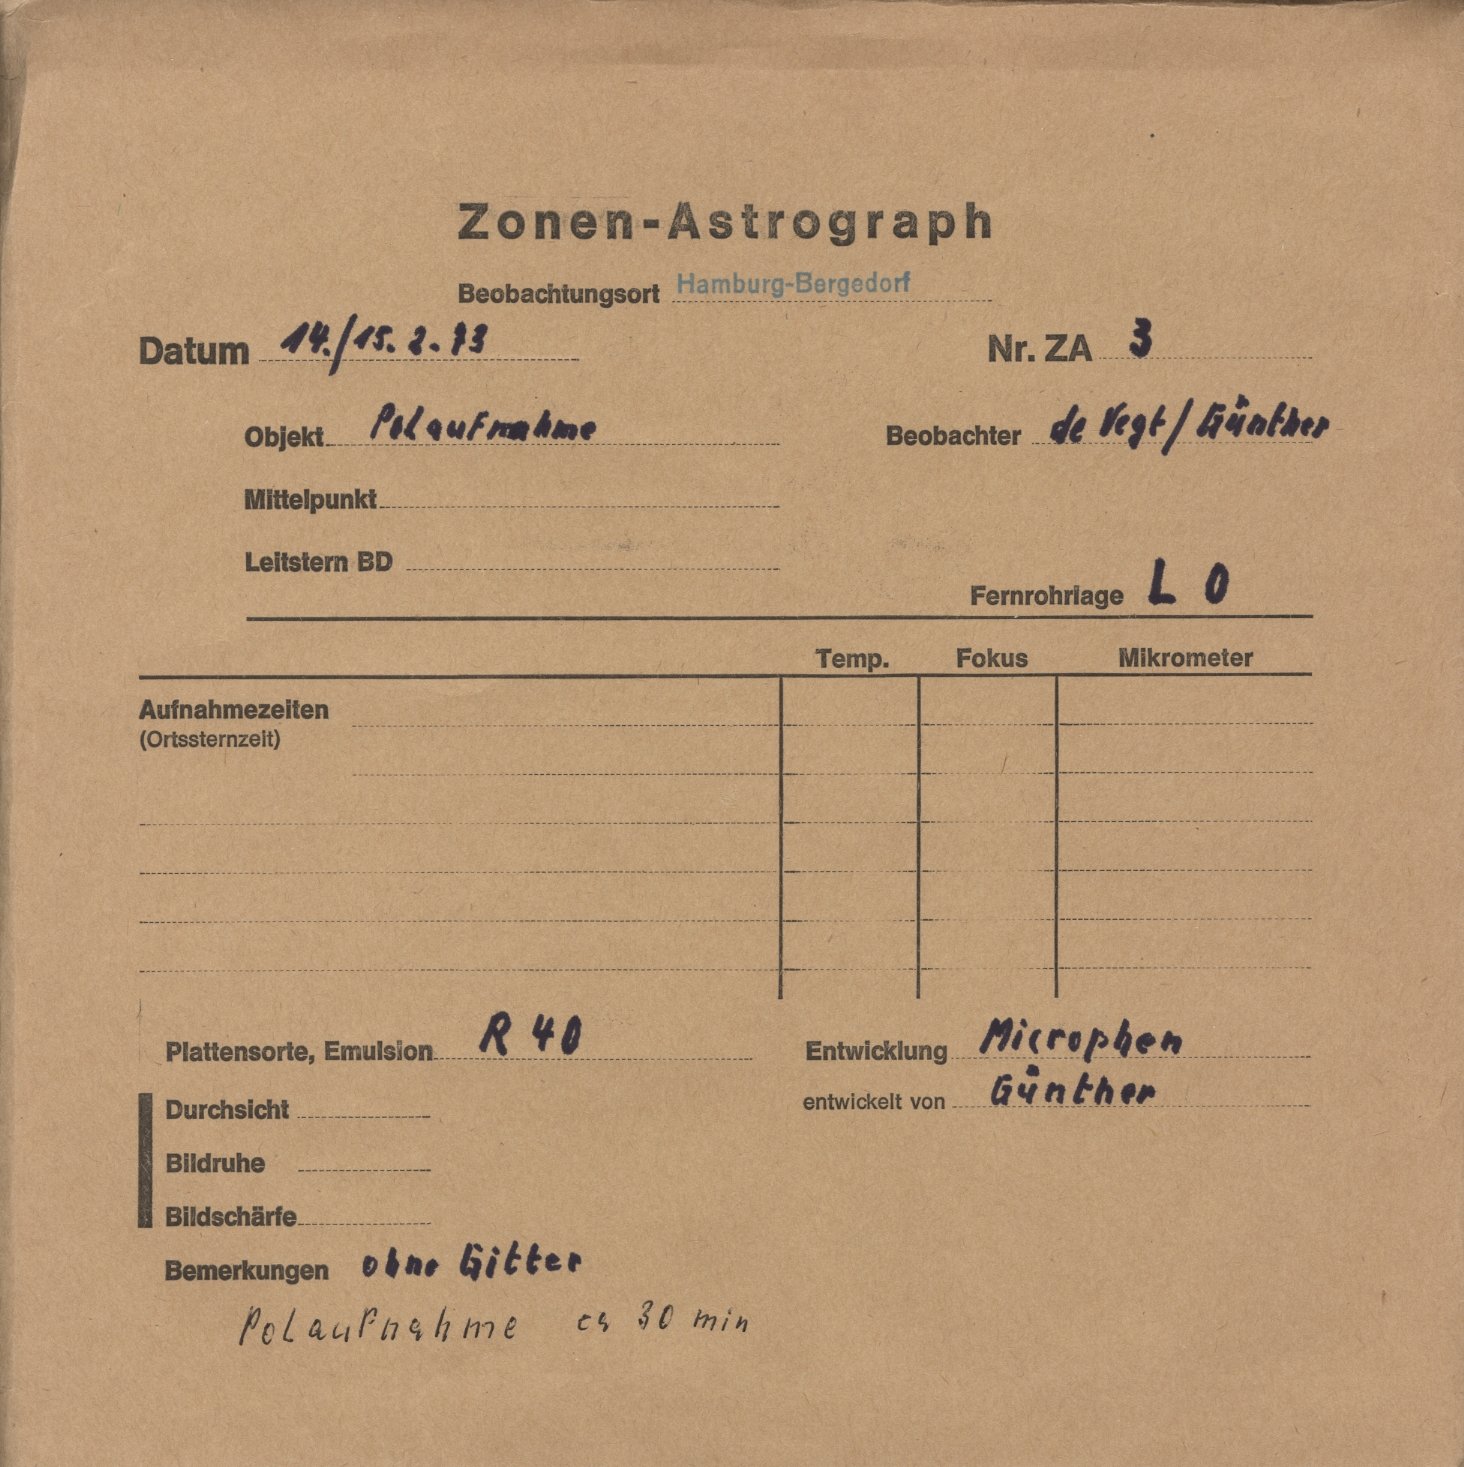 Zonen-Astrograph
Beobachtungsort Hamburg-Bergedorf
Datum 14./15. 2. 73 Nr. ZA 3
Objekt Polaufnahme Beobachter de Vegt / Günther
Mittelpunkt
Leitstern BD
Fernrohrlage L O
Temp. Fokus Mikrometer
Aufnahmezeiten
(Ortssternzeit)
Plattensorte, Emulsion R 40 Entwicklung Microphen
Durchsicht entwickelt von Günther
Bildruhe
Bildschärfe
Bemerkungen ohne Gitter
Polaufnahme ca 30 min